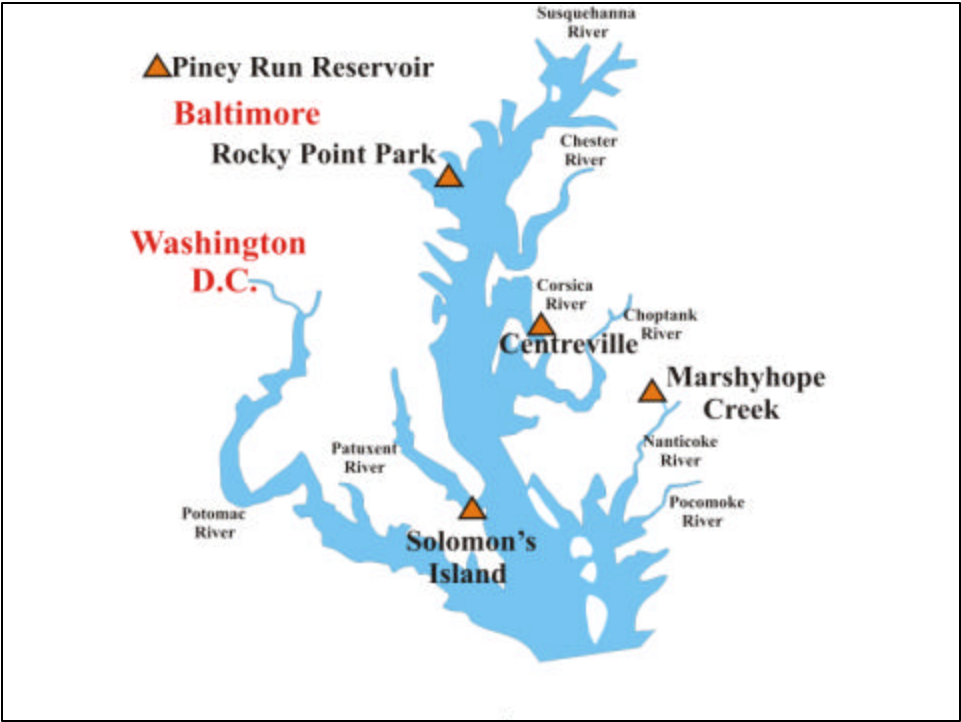 Susquehanna
River
Piney Run Reservoir
Baltimore
Rocky Point Park
Chester
River
Washington
D.C.
Corsica
River
Choptank
River
Centreville
Marshyhope
Creek
Patuxent
River
Nanticoke
River
Pocomoke
River
Potomac
River
Solomon's
Island